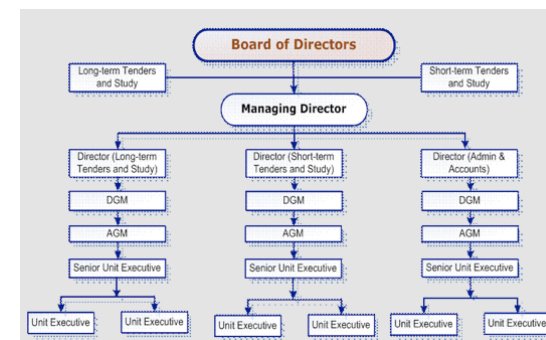 Board of Directors
Long-term Tenders
and Study
Short-term Tenders
and Study
Managing Director
Director (Long-term
Tenders and Study)
Director (Short-term
Tenders and Study)
Director (Admin &
Accounts)
DGM
DGM
DGM
AGM
AGM
AGM
Senior Unit Executive
Senior Unit Executive
Senior Unit Executive
Unit Executive
Unit Executive
Unit Executive
Unit Executive
Unit Executive
Unit Executive